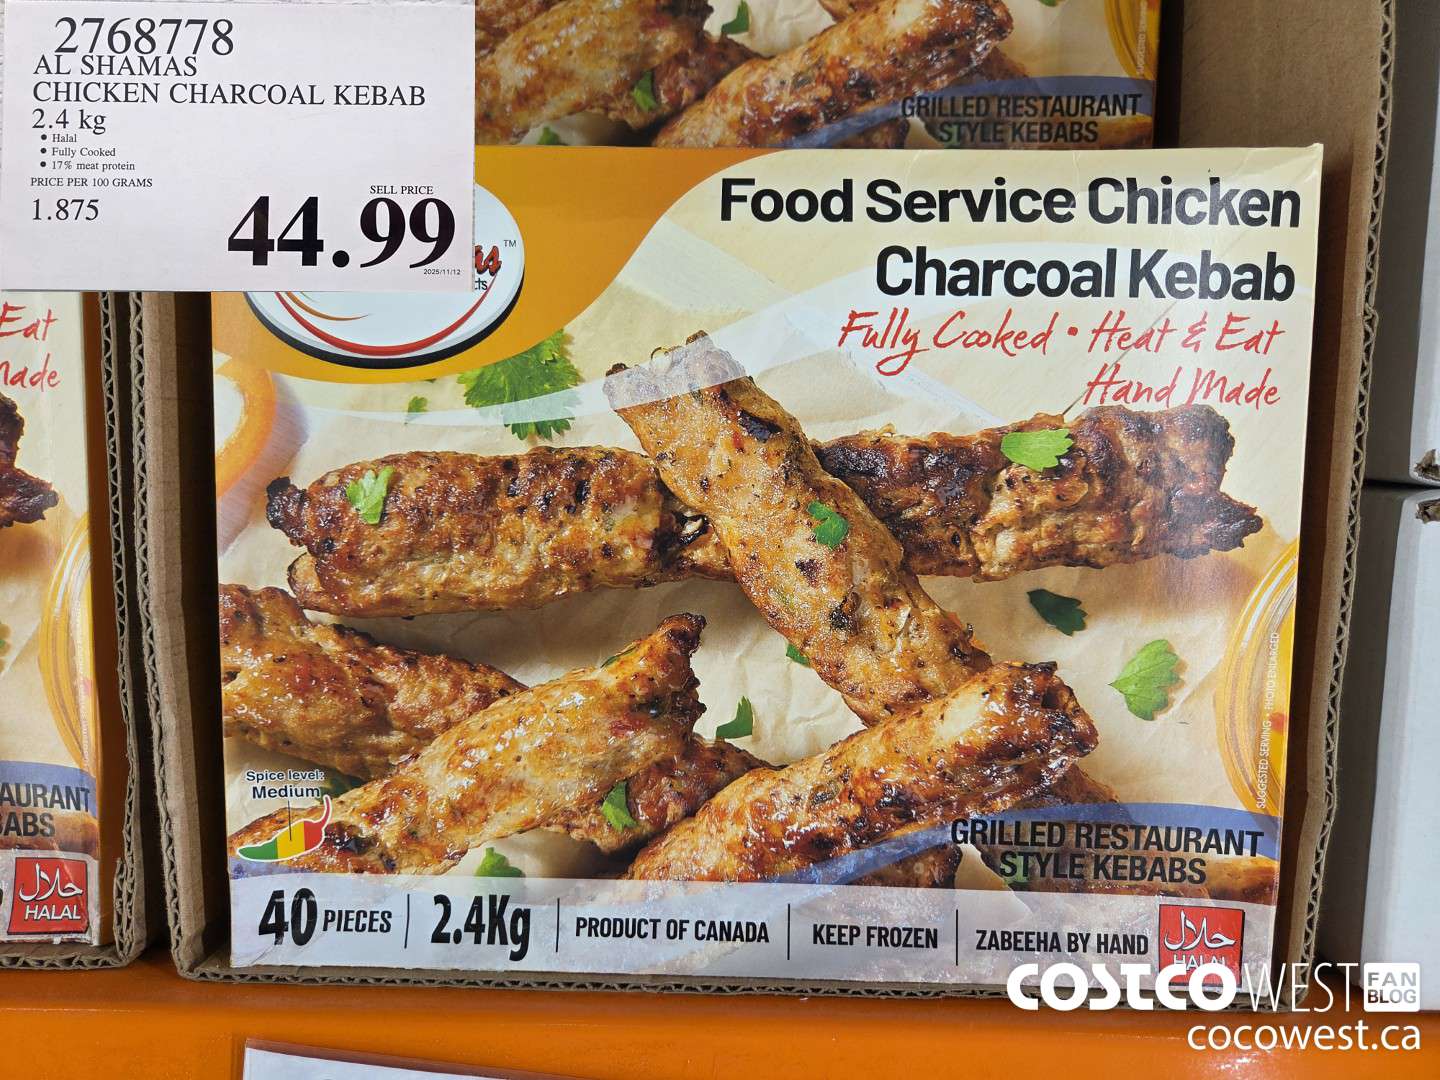 2768778
AL SHAMAS
CHICKEN CHARCOAL KEBAB
2.4 kg
• Halal
• Fully Cooked
• 17% meat protein
PRICE PER 100 GRAMS
1.875
SELL PRICE
44.99
2025/11/12
GRILLED RESTAURANT
STYLE KEBABS
TM
Food Service Chicken
Charcoal Kebab
Fully Cooked • Heat & Eat
Hand Made
Eat
Made
SUGGESTED SERVING - PHOTO ENLARGED
Spice level:
Medium
GRILLED RESTAURANT
STYLE KEBABS
40 PIECES | 2.4Kg | PRODUCT OF CANADA | KEEP FROZEN | ZABEEHA BY HAND
حلال
HALAL
حلال
HALAL
COSTCO WEST FAN
BLOG
cocowest.ca